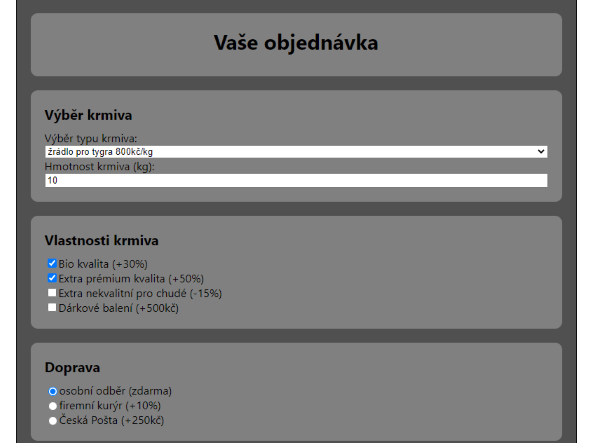 Vaše objednávka
Výběr krmiva
Výběr typu krmiva:
žrádlo pro tygra 800kč/kg
Hmotnost krmiva (kg):
10
Vlastnosti krmiva
Bio kvalita (+30%)
Extra prémium kvalita (+50%)
Extra nekvalitní pro chudé (-15%)
Dárkové balení (+500kč)
Doprava
osobní odběr (zdarma)
firemní kurýr (+10%)
Česká Pošta (+250kč)